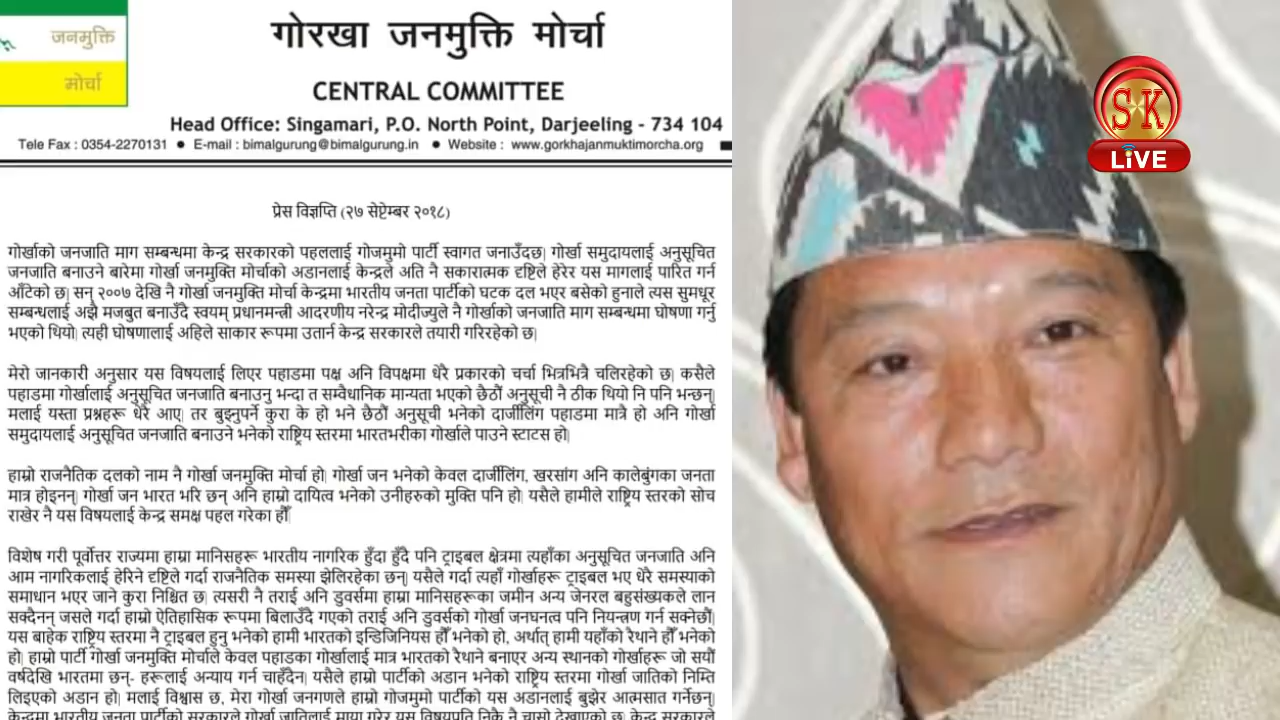 जनमुक्ति
मोर्चा
गोरखा जनमुक्ति मोर्चा
CENTRAL COMMITTEE
Head Office: Singamari, P.O. North Point, Darjeeling - 734 104
Tele Fax : 0354-2270131 ● E-mail : bimalgurung@bimalgurung.in ● Website : www.gorkhajanmuktimorcha.org
प्रेस विज्ञप्ति (२७ सेप्टेम्बर २०१८)
गोर्खाको जनजाति माग सम्बन्धमा केन्द्र सरकारको पहललाई गोजमुमो पार्टी स्वागत जनाउँदछ। गोर्खा समुदायलाई अनुसूचित
जनजाति बनाउने बारेमा गोर्खा जनमुक्ति मोर्चाको अडानलाई केन्द्रले अति नै सकारात्मक दृष्टिले हेरेर यस मागलाई पारित गर्न
आँटेको छ। सन् २००७ देखि नै गोर्खा जनमुक्ति मोर्चा केन्द्रमा भारतीय जनता पार्टीको घटक दल भएर बसेको हुनाले त्यस सुमधूर
सम्बन्धलाई अझै मजबुत बनाउँदै स्वयम् प्रधानमन्त्री आदरणीय नरेन्द्र मोदीज्युले नै गोर्खाको जनजाति माग सम्बन्धमा घोषणा गर्नु
भएको थियो। त्यही घोषणालाई अहिले साकार रूपमा उतार्न केन्द्र सरकारले तयारी गरिरहेको छ।
मेरो जानकारी अनुसार यस विषयलाई लिएर पहाडमा पक्ष अनि विपक्षमा धेरै प्रकारको चर्चा भित्रभित्रै चलिरहेको छ। कसैले
पहाडमा गोर्खालाई अनुसूचित जनजाति बनाउनु भन्दा त सम्वैधानिक मान्यता भएको छैठौं अनुसूची नै ठीक थियो नि पनि भन्छन्।
मलाई यस्ता प्रश्नहरू धेरै आए। तर बुझ्नुपर्ने कुरा के हो भने छैठौं अनुसूची भनेको दार्जीलिंग पहाडमा मात्रै हो अनि गोर्खा
समुदायलाई अनुसूचित जनजाति बनाउने भनेको राष्ट्रिय स्तरमा भारतभरीका गोर्खाले पाउने स्टाटस हो।
हाम्रो राजनैतिक दलको नाम नै गोर्खा जनमुक्ति मोर्चा हो। गोर्खा जन भनेको केवल दार्जीलिंग, खरसांग अनि कालेबुंगका जनता
मात्र होइनन्। गोर्खा जन भारत भरि छन् अनि हाम्रो दायित्व भनेको उनीहरुको मुक्ति पनि हो। यसैले हामीले राष्ट्रिय स्तरको सोच
राखेर नै यस विषयलाई केन्द्र समक्ष पहल गरेका हौँ।
विशेष गरी पूर्वोत्तर राज्यमा हाम्रा मानिसहरू भारतीय नागरिक हुँदा हुँदै पनि ट्राइबल क्षेत्रमा त्यहाँका अनुसूचित जनजाति अनि
आम नागरिकलाई हेरिने दृष्टिले गर्दा राजनैतिक समस्या झेलिरहेका छन्। यसैले गर्दा त्यहाँ गोर्खाहरू ट्राइबल भए धेरै समस्याको
समाधान भएर जाने कुरा निश्चित छ। त्यसरी नै तराई अनि डुवर्समा हाम्रा मानिसहरूका जमीन अन्य जेनरल बहुसंख्यकले लान
सक्दैनन् जसले गर्दा हाम्रो ऐतिहासिक रूपमा बिलाउँदै गएको तराई अनि डुवर्सको गोर्खा जनघनत्व पनि नियन्त्रण गर्न सक्नेछौं।
यस बाहेक राष्ट्रिय स्तरमा नै ट्राइबल हुनु भनेको हामी भारतको इन्डिजिनियस हौँ भनेको हो, अर्थात् हामी यहाँको रैथाने हौँ भनेको
हो। हाम्रो पार्टी गोर्खा जनमुक्ति मोर्चाले केवल पहाडका गोर्खालाई मात्र भारतको रैथाने बनाएर अन्य स्थानको गोर्खाहरू जो सयौं
वर्षदेखि भारतमा छन्- हरूलाई अन्याय गर्न चाहँदैन। यसैले हाम्रो पार्टीको अडान भनेको राष्ट्रिय स्तरमा गोर्खा जातिको निम्ति
लिइएको अडान हो। मलाई विश्वास छ, मेरा गोर्खा जनगणले हाम्रो गोजमुमो पार्टीको यस अडानलाई बुझेर आत्मसात गर्नेछन्।
केन्द्रमा भारतीय जनता पार्टीको सरकारले गोर्खा जातिलाई माया गरेर यस विषयप्रति निकै नै चासो देखाएको छ। केन्द्र सरकारले
SK
LiVE